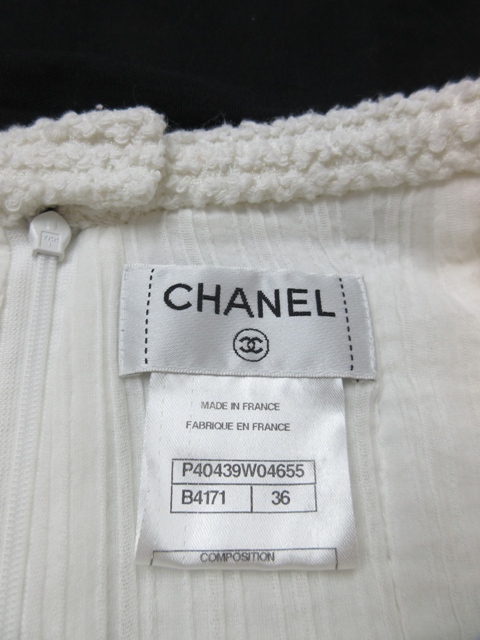 CHANEL
MADE IN FRANCE
FABRIQUE EN FRANCE
P40439W04655
B4171 36
COMPOSITION